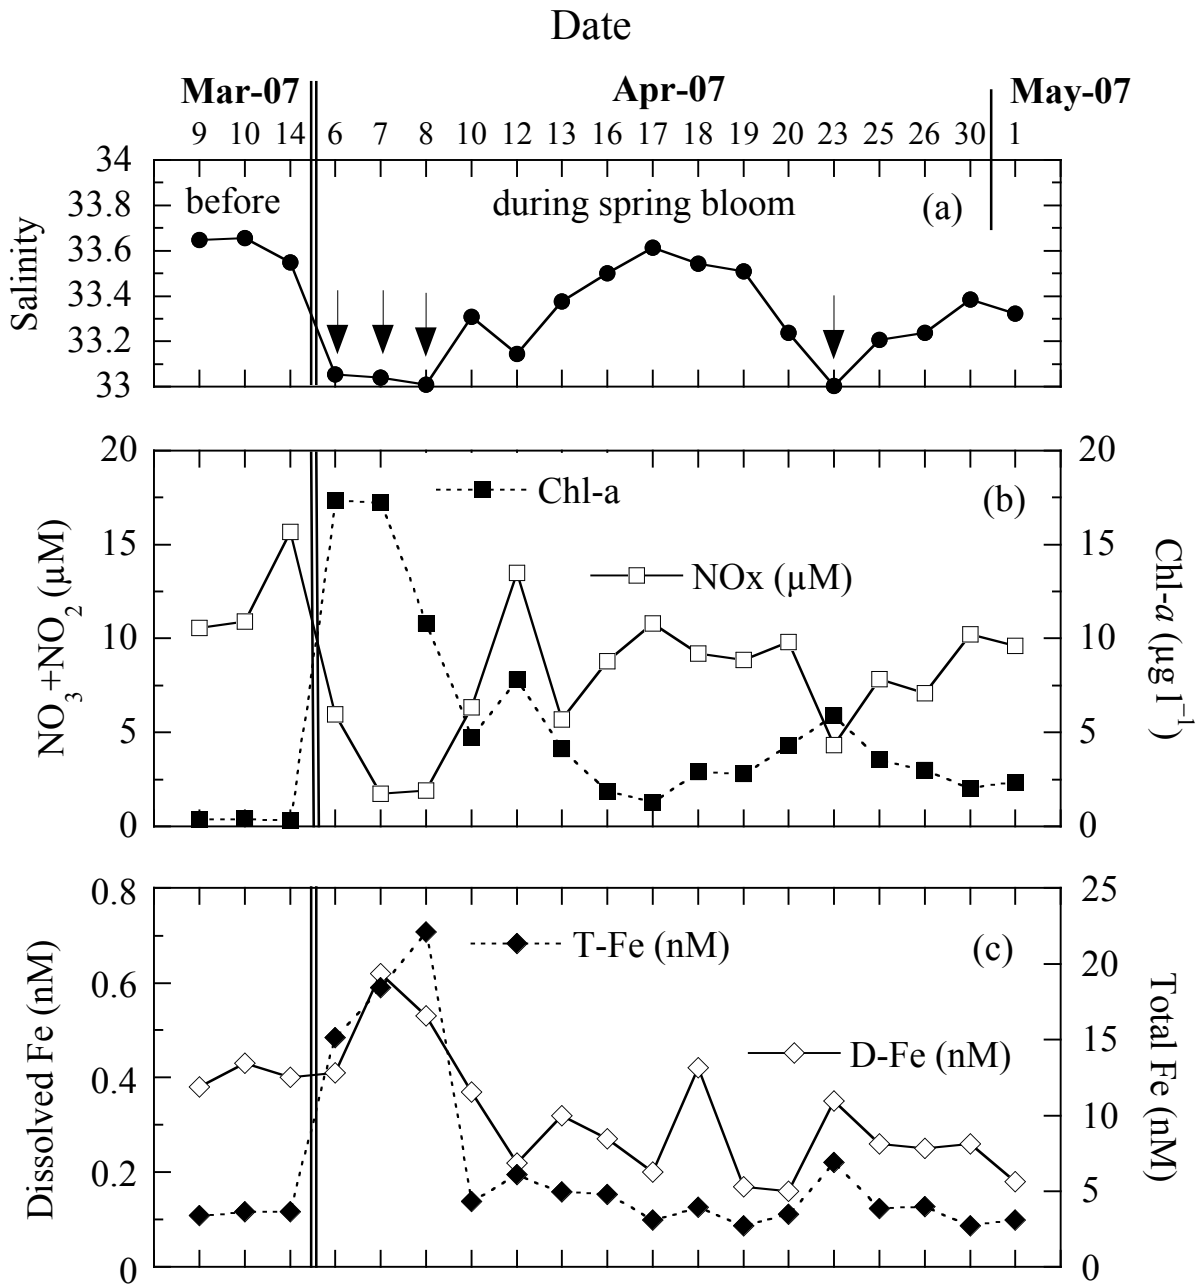 Date
Mar-07 Apr-07 May-07
9 10 14 6 7 8 10 12 13 16 17 18 19 20 23 25 26 30 1
Salinity
34
33.8
33.6
33.4
33.2
33
before
during spring bloom
(a)
NO3+NO2 (μM)
20
15
10
5
0
Chl-a
NOx (μM)
(b)
20
15
10
5
0
Chl-a (μg l⁻¹)
Dissolved Fe (nM)
0.8
0.6
0.4
0.2
0
T-Fe (nM)
D-Fe (nM)
(c)
25
20
15
10
5
0
Total Fe (nM)